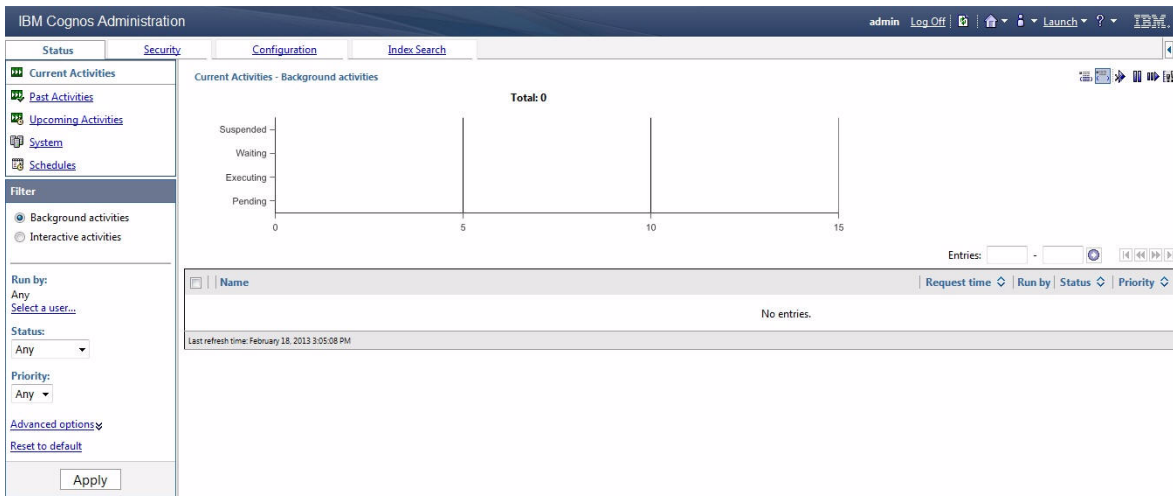 IBM Cognos Administration
admin Log Off Launch ? IBM.
Status Security Configuration Index Search
Current Activities
Past Activities
Upcoming Activities
System
Schedules
Filter
Background activities
Interactive activities
Run by:
Any
Select a user...
Status:
Any
Priority:
Any
Advanced options
Reset to default
Apply
Current Activities - Background activities
Total: 0
Suspended
Waiting
Executing
Pending
0 5 10 15
Entries: -
Name Request time Run by Status Priority
No entries.
Last refresh time: February 18, 2013 3:05:08 PM